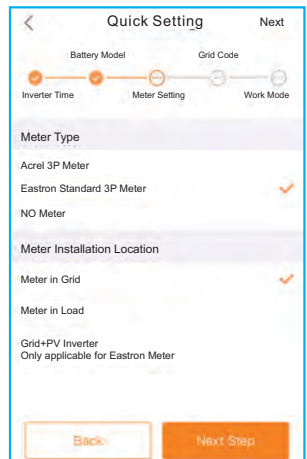 Quick Setting Next
Battery Model Grid Code
Inverter Time Meter Setting Work Mode
Meter Type
Acrel 3P Meter
Eastron Standard 3P Meter
NO Meter
Meter Installation Location
Meter in Grid
Meter in Load
Grid+PV Inverter
Only applicable for Eastron Meter
Back Next Step